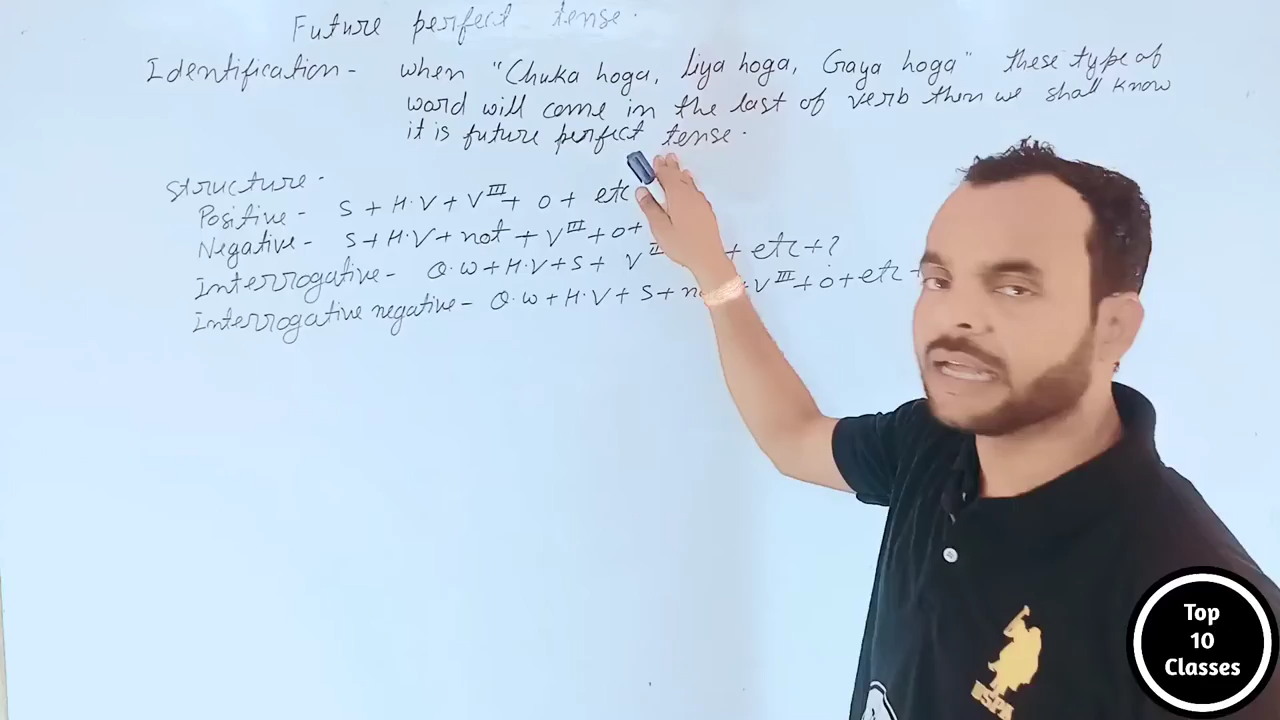 Future perfect tense.
Identification - when "Chuka hoga, Liya hoga, Gaya hoga" these type of
word will come in the last of verb then we shall know
it is future perfect tense.
Structure -
Positive - S + H.V + V III + O + etc
Negative - S + H.V + not + V III + O +
Interrogative - Q.W + H.V + S + V + etc + ?
Interrogative negative - Q.W + H.V + S + V III + O + etc +
USPA
Top
10
Classes